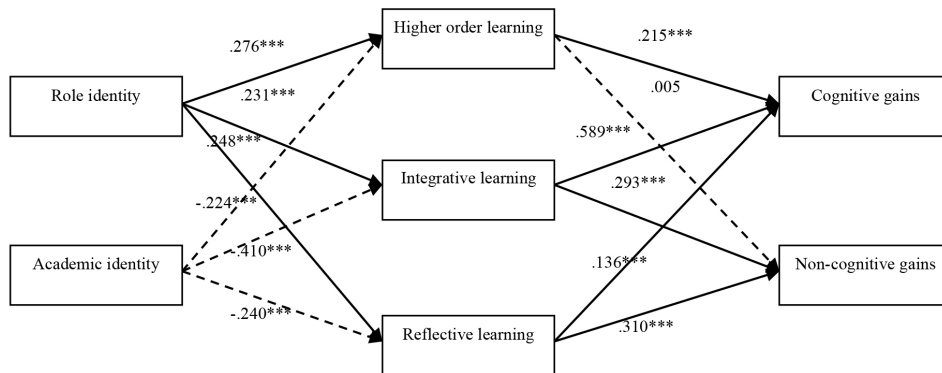 Higher order learning
.276***
.215***
Role identity
.231***
.005
Cognitive gains
.248***
.589***
Integrative learning
.293***
-.224***
-.410***
Academic identity
.136***
Non-cognitive gains
-.240***
.310***
Reflective learning